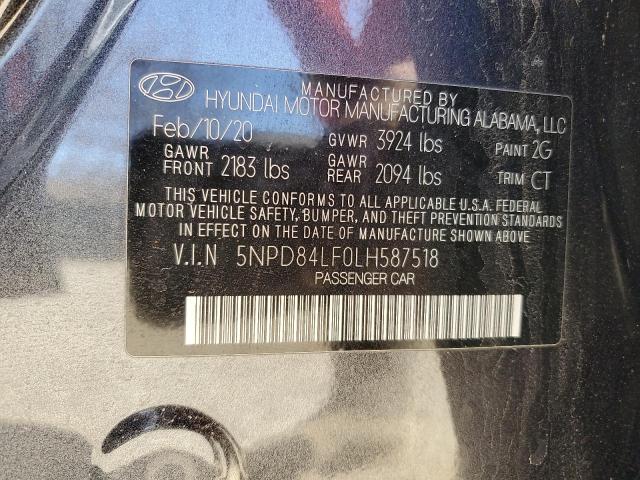 MANUFACTURED BY
HYUNDAI MOTOR MANUFACTURING ALABAMA, LLC
Feb/10/20 GVWR 3924 lbs PAINT 2G
GAWR FRONT 2183 lbs GAWR REAR 2094 lbs TRIM CT
THIS VEHICLE CONFORMS TO ALL APPLICABLE U.S.A. FEDERAL
MOTOR VEHICLE SAFETY, BUMPER, AND THEFT PREVENTION STANDARDS
IN EFFECT ON THE DATE OF MANUFACTURE SHOWN ABOVE.
V.I.N 5NPD84LF0LH587518
PASSENGER CAR